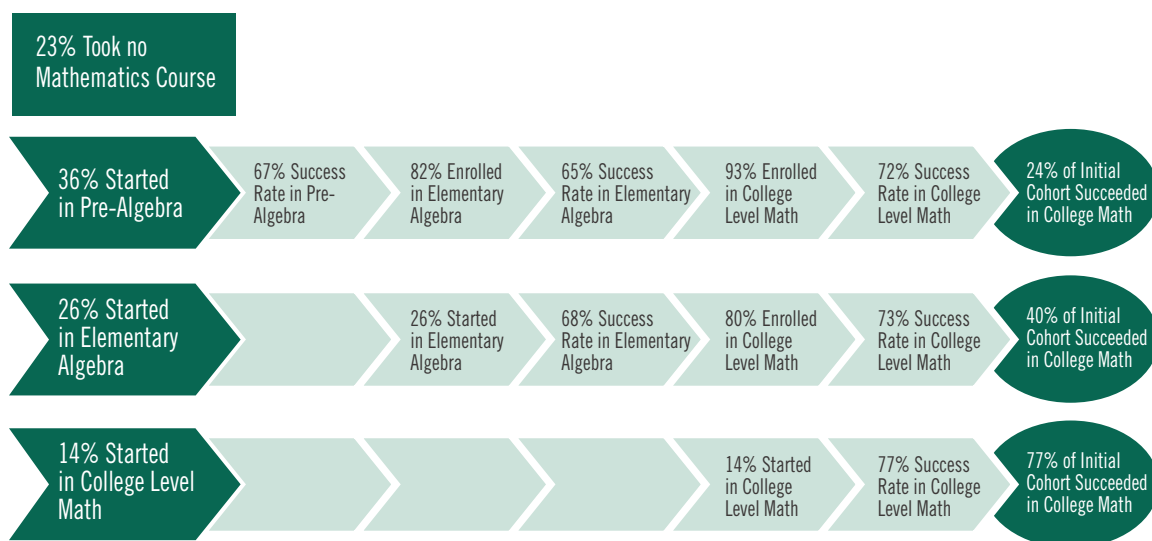 23% Took no
Mathematics Course
36% Started
in Pre-Algebra
67% Success
Rate in Pre-
Algebra
82% Enrolled
in Elementary
Algebra
65% Success
Rate in Elementary
Algebra
93% Enrolled
in College
Level Math
72% Success
Rate in College
Level Math
24% of Initial
Cohort Succeeded
in College Math
26% Started
in Elementary
Algebra
26% Started
in Elementary
Algebra
68% Success
Rate in Elementary
Algebra
80% Enrolled
in College
Level Math
73% Success
Rate in College
Level Math
40% of Initial
Cohort Succeeded
in College Math
14% Started
in College Level
Math
14% Started
in College
Level Math
77% Success
Rate in College
Level Math
77% of Initial
Cohort Succeeded
in College Math